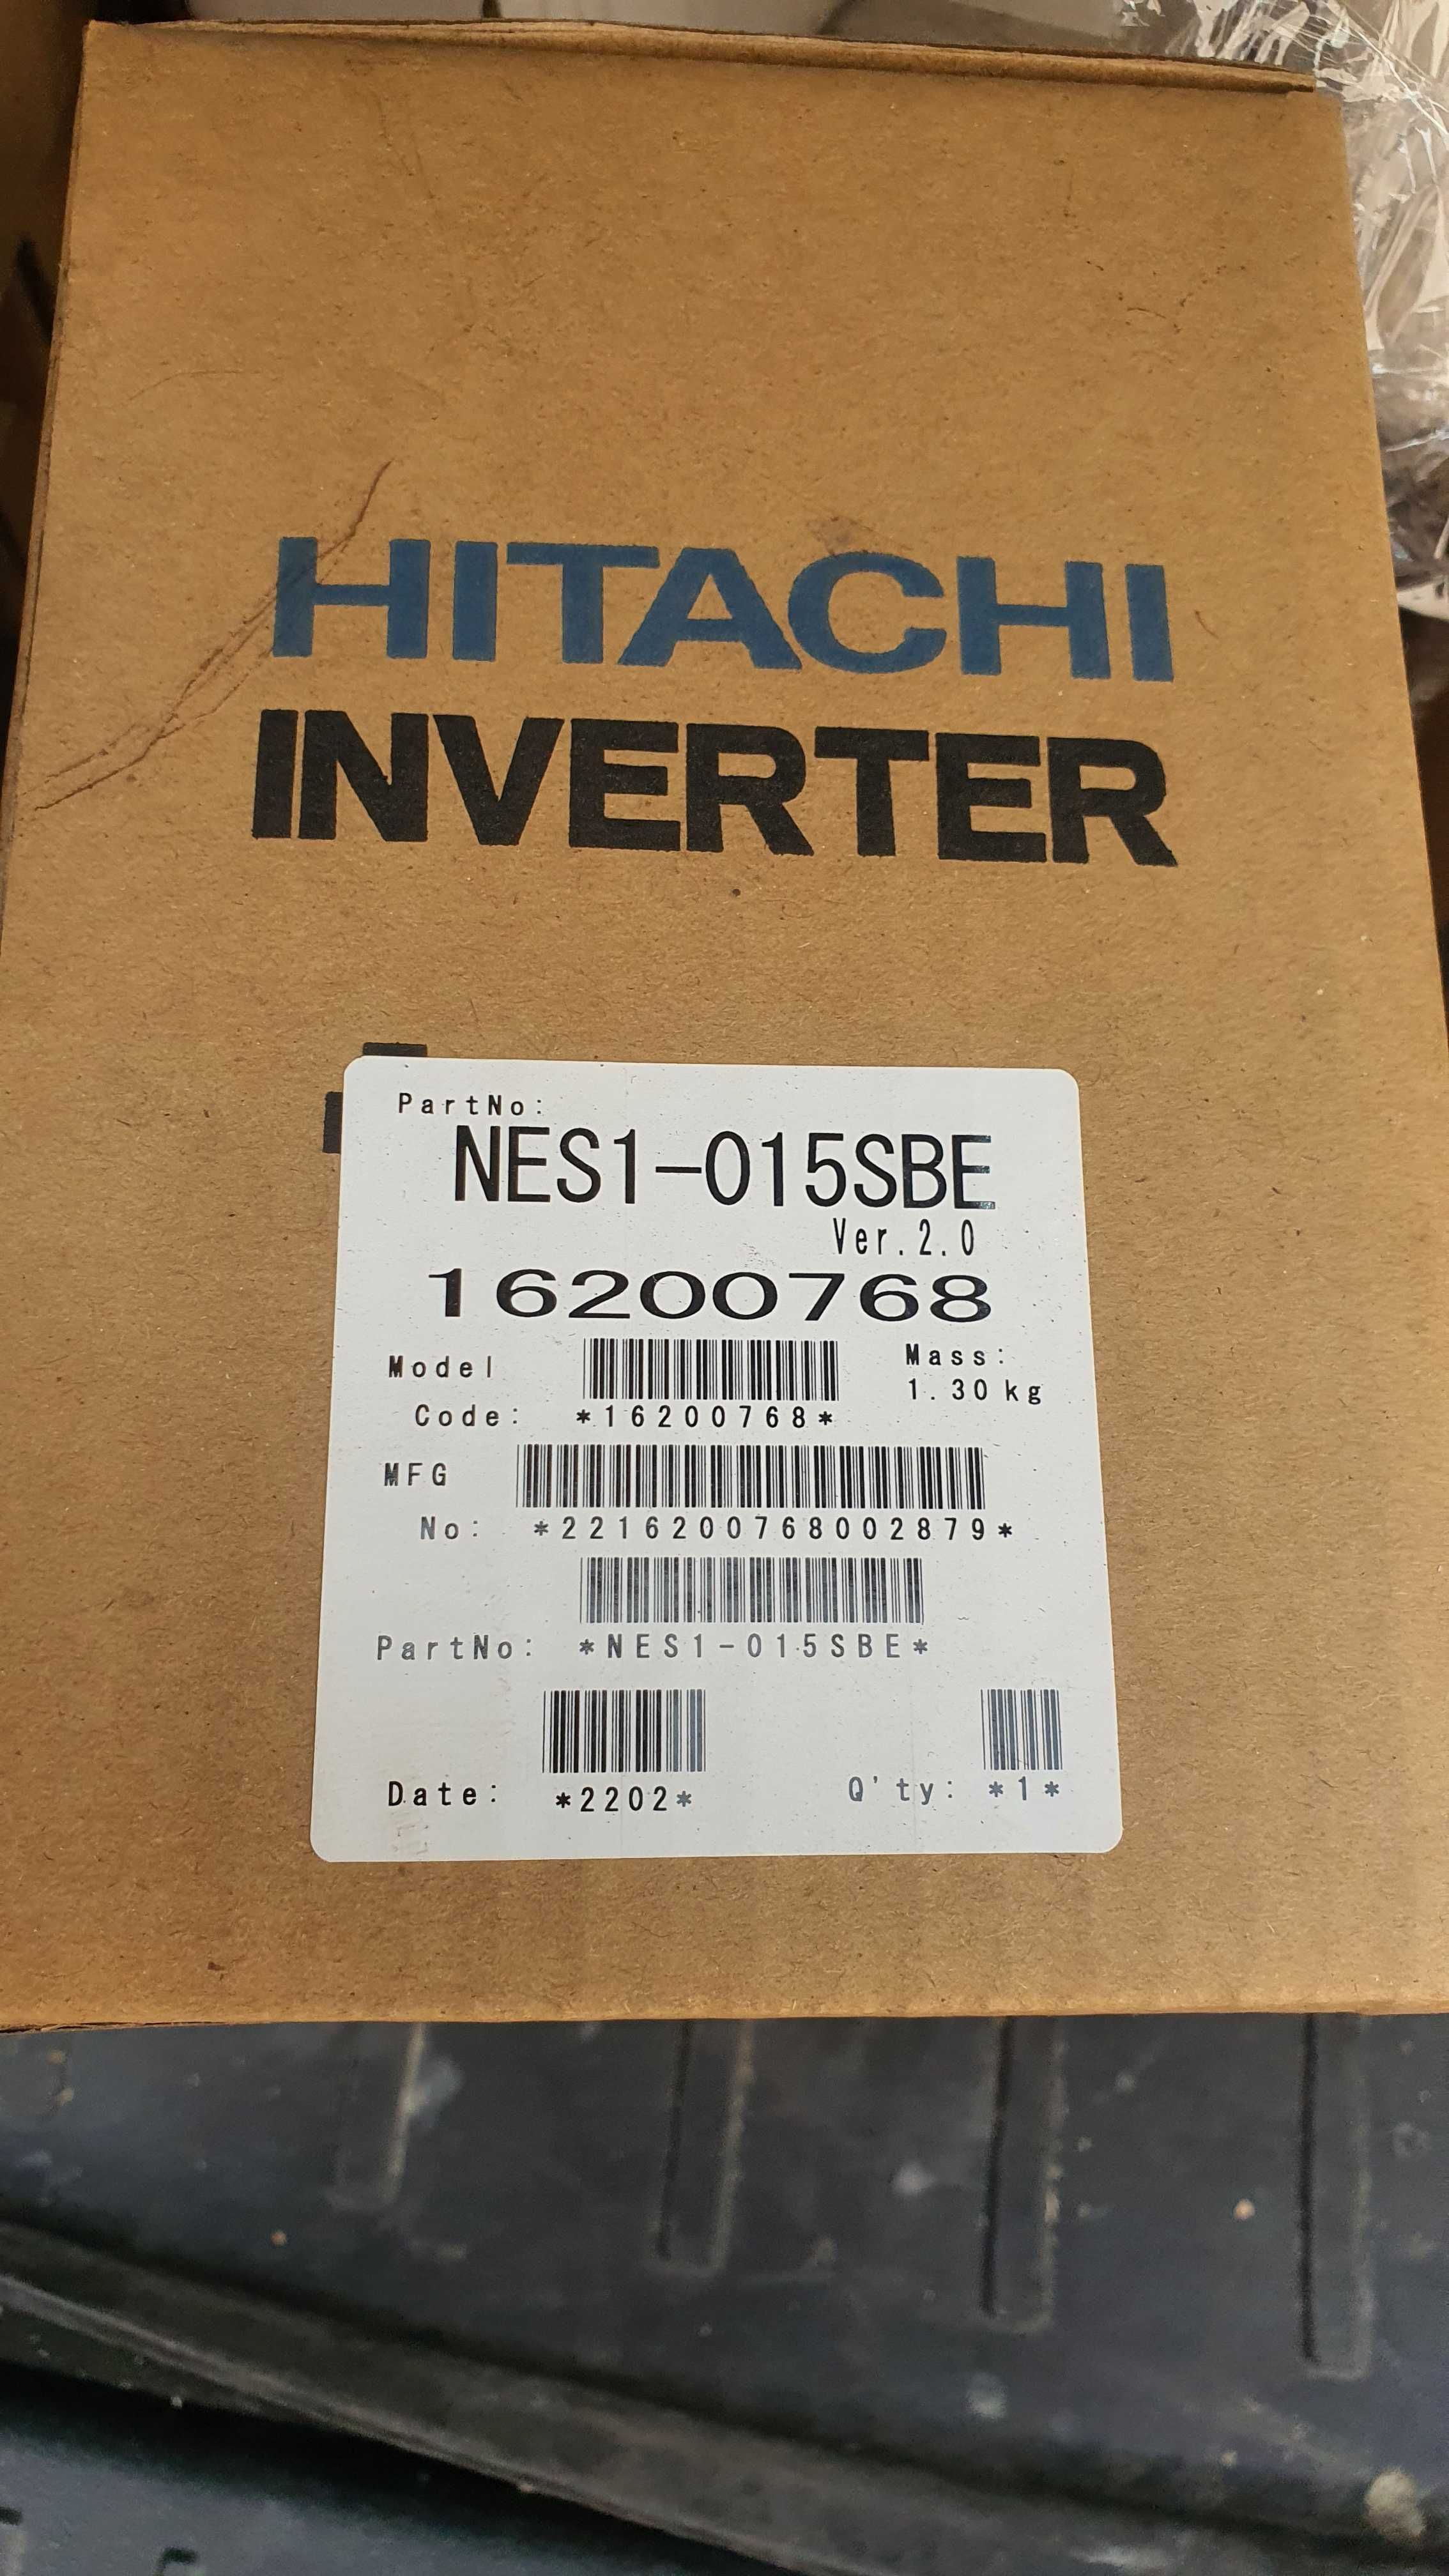 HITACHI
INVERTER
PartNo:
NES1-015SBE
Ver.2.0
16200768
Model
Code: *16200768*
Mass:
1.30kg
MFG
No: *2216200768002879*
PartNo: *NES1-015SBE*
Date: *2202*
Q'ty: *1*